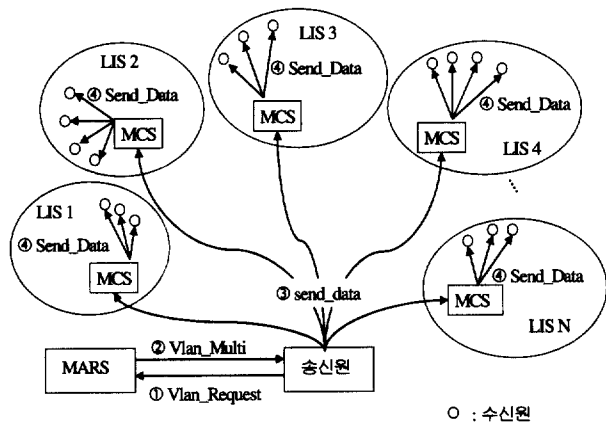 LIS 3
LIS 2
④ Send_Data
④ Send_Data
MCS
MCS
④ Send_Data
MCS
LIS 4
LIS 1
④ Send_Data
MCS
④ Send_Data
MCS
LIS N
③ send_data
② Vlan_Multi
MARS
송신원
① Vlan_Request
: 수신원